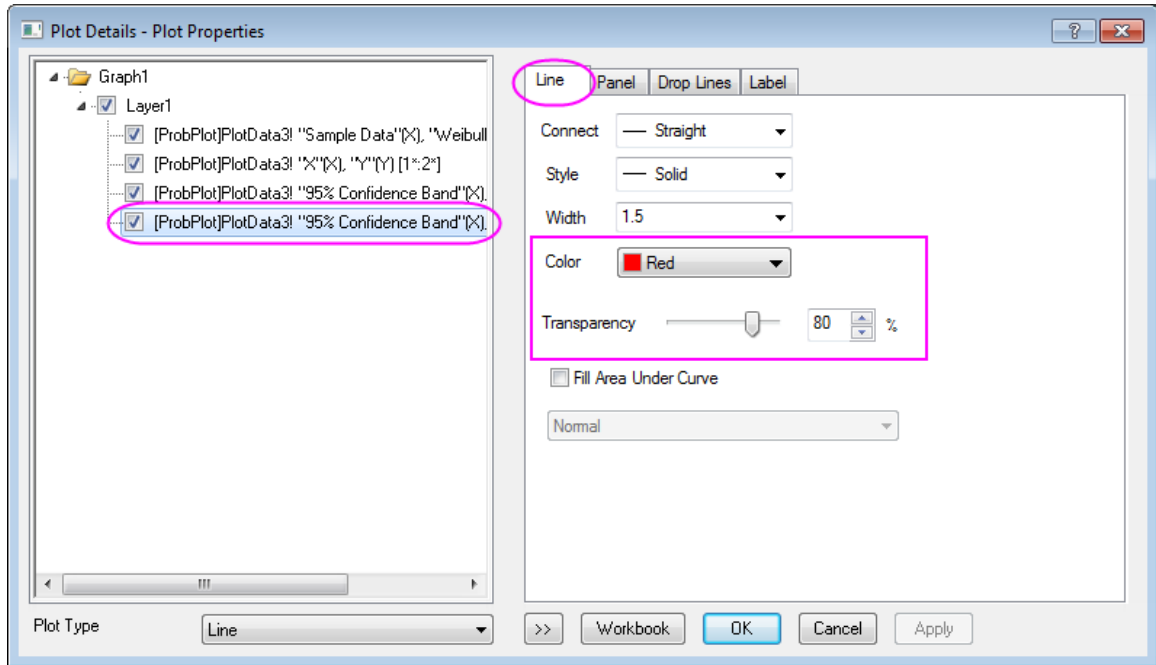 Plot Details - Plot Properties
Graph1
Layer1
[ProbPlot]PlotData3! "Sample Data"(X), "Weibull
[ProbPlot]PlotData3! "X"(X), "Y"(Y) [1*:2*]
[ProbPlot]PlotData3! "95% Confidence Band"(X),
[ProbPlot]PlotData3! "95% Confidence Band"(X),
Plot Type Line
Line Panel Drop Lines Label
Connect Straight
Style Solid
Width 1.5
Color Red
Transparency 80 %
Fill Area Under Curve
Normal
>> Workbook OK Cancel Apply